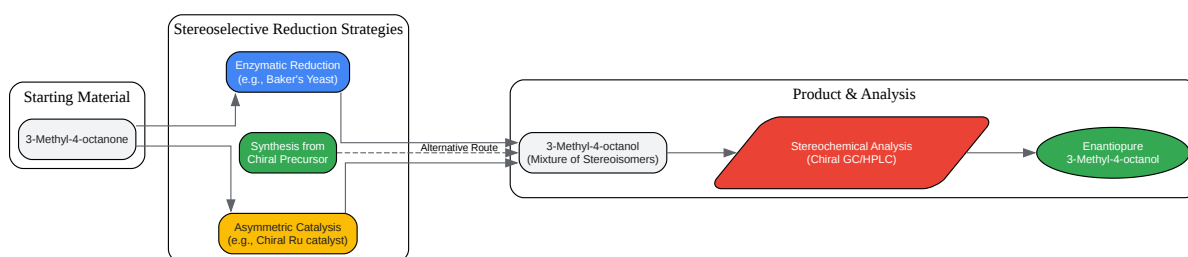 Stereoselective Reduction Strategies
Starting Material
3-Methyl-4-octanone
Enzymatic Reduction
(e.g., Baker's Yeast)
Synthesis from
Chiral Precursor
Asymmetric Catalysis
(e.g., Chiral Ru catalyst)
Alternative Route
Product & Analysis
3-Methyl-4-octanol
(Mixture of Stereoisomers)
Stereochemical Analysis
(Chiral GC/HPLC)
Enantiopure
3-Methyl-4-octanol